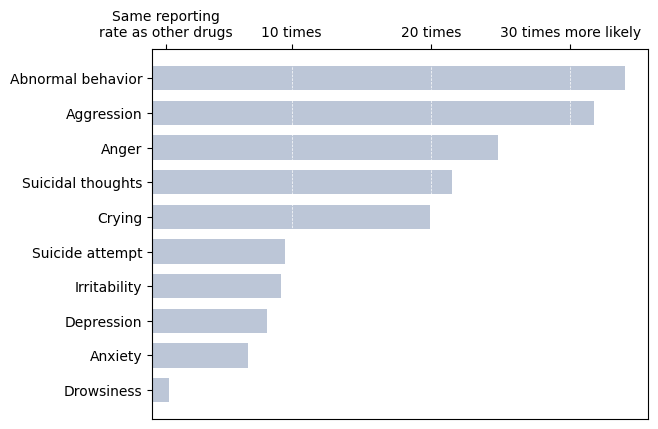 Same reporting
rate as other drugs
10 times
20 times
30 times more likely
Abnormal behavior
Aggression
Anger
Suicidal thoughts
Crying
Suicide attempt
Irritability
Depression
Anxiety
Drowsiness